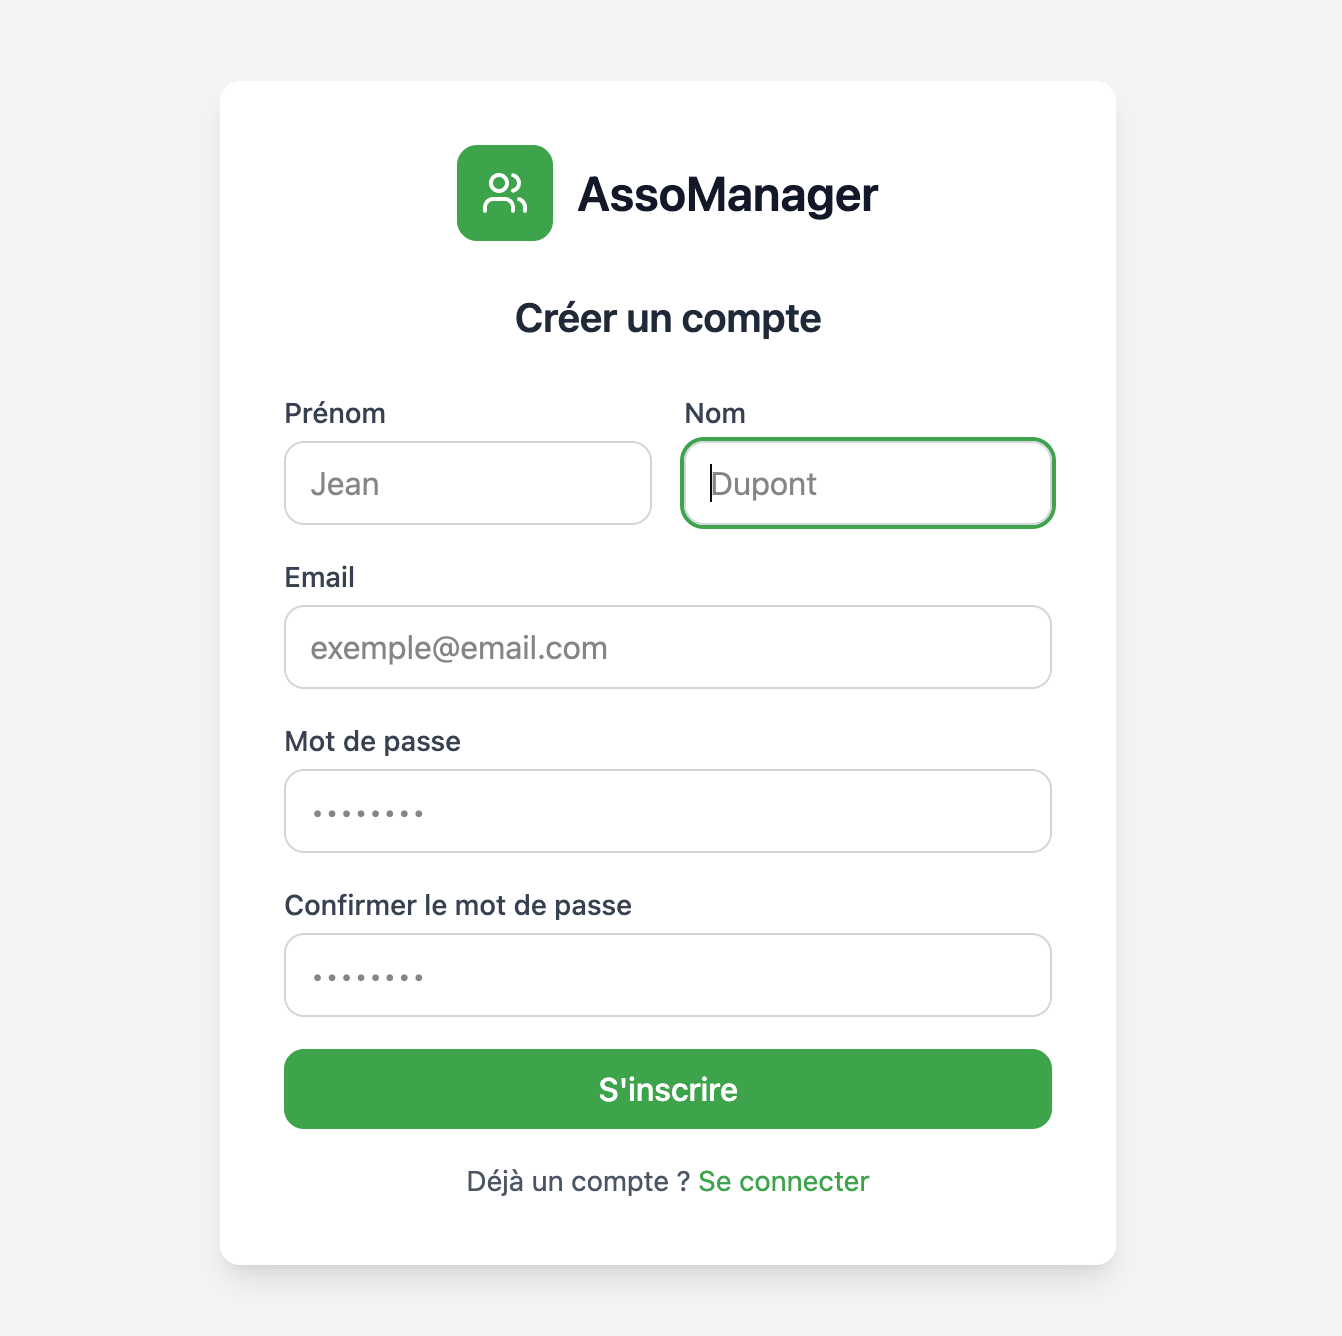 AssoManager
Créer un compte
Prénom
Nom
Jean
Dupont
Email
exemple@email.com
Mot de passe
••••••••
Confirmer le mot de passe
••••••••
S'inscrire
Déjà un compte ? Se connecter